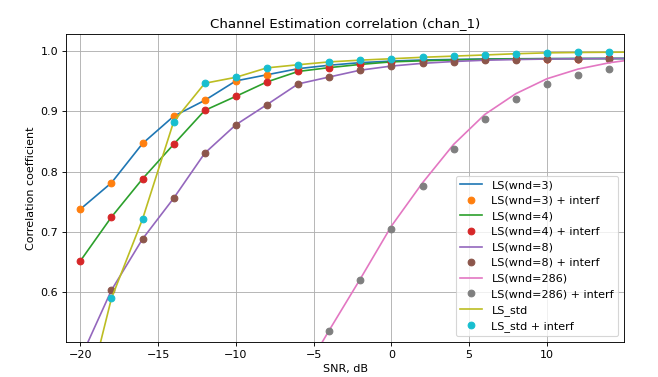 Channel Estimation correlation (chan_1)
1.0
0.9
0.8
0.7
0.6
Correlation coefficient
LS(wnd=3)
LS(wnd=3) + interf
LS(wnd=4)
LS(wnd=4) + interf
LS(wnd=8)
LS(wnd=8) + interf
LS(wnd=286)
LS(wnd=286) + interf
LS_std
LS_std + interf
−20 −15 −10 −5 0 5 10
SNR, dB